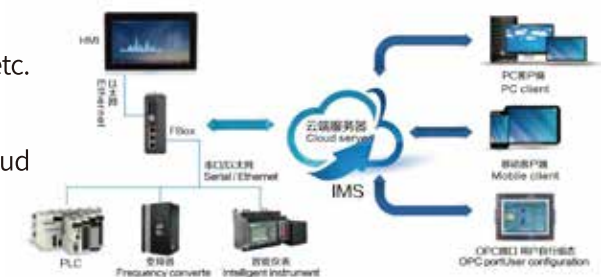 etc.
oud
HMI
以太网
Ethernet
FBox
串口/以太网
Serial / Ethernet
PLC
变频器
Frequency converte
智能仪表
Intelligent instrument
云端服务器
Cloud server
IMS
PC客户端
PC client
移动客户端
Mobile client
OPC接口 用户自行组态
OPC portUser configuration